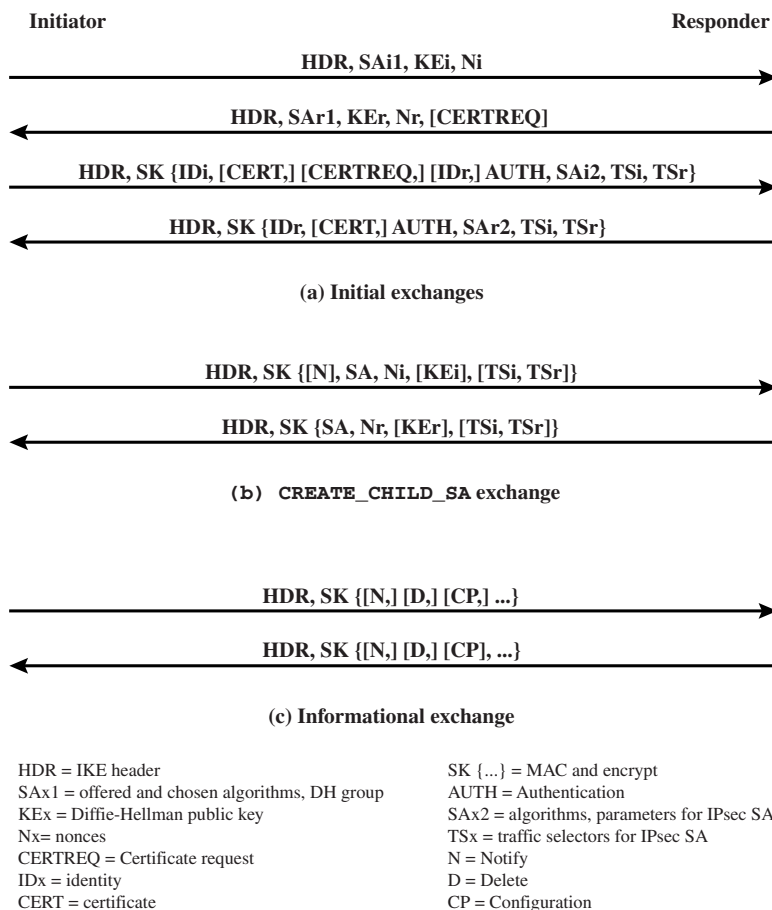 Initiator Responder
HDR, SAi1, KEi, Ni
HDR, SAr1, KEr, Nr, [CERTREQ]
HDR, SK {IDi, [CERT,] [CERTREQ,] [IDr,] AUTH, SAi2, TSi, TSr}
HDR, SK {IDr, [CERT,] AUTH, SAr2, TSi, TSr}
(a) Initial exchanges
HDR, SK {[N], SA, Ni, [KEi], [TSi, TSr]}
HDR, SK {SA, Nr, [KEr], [TSi, TSr]}
(b) CREATE_CHILD_SA exchange
HDR, SK {[N,] [D,] [CP,] ...}
HDR, SK {[N,] [D,] [CP], ...}
(c) Informational exchange
HDR = IKE header
SAx1 = offered and chosen algorithms, DH group
KEx = Diffie-Hellman public key
Nx= nonces
CERTREQ = Certificate request
IDx = identity
CERT = certificate
SK {...} = MAC and encrypt
AUTH = Authentication
SAx2 = algorithms, parameters for IPsec SA
TSx = traffic selectors for IPsec SA
N = Notify
D = Delete
CP = Configuration